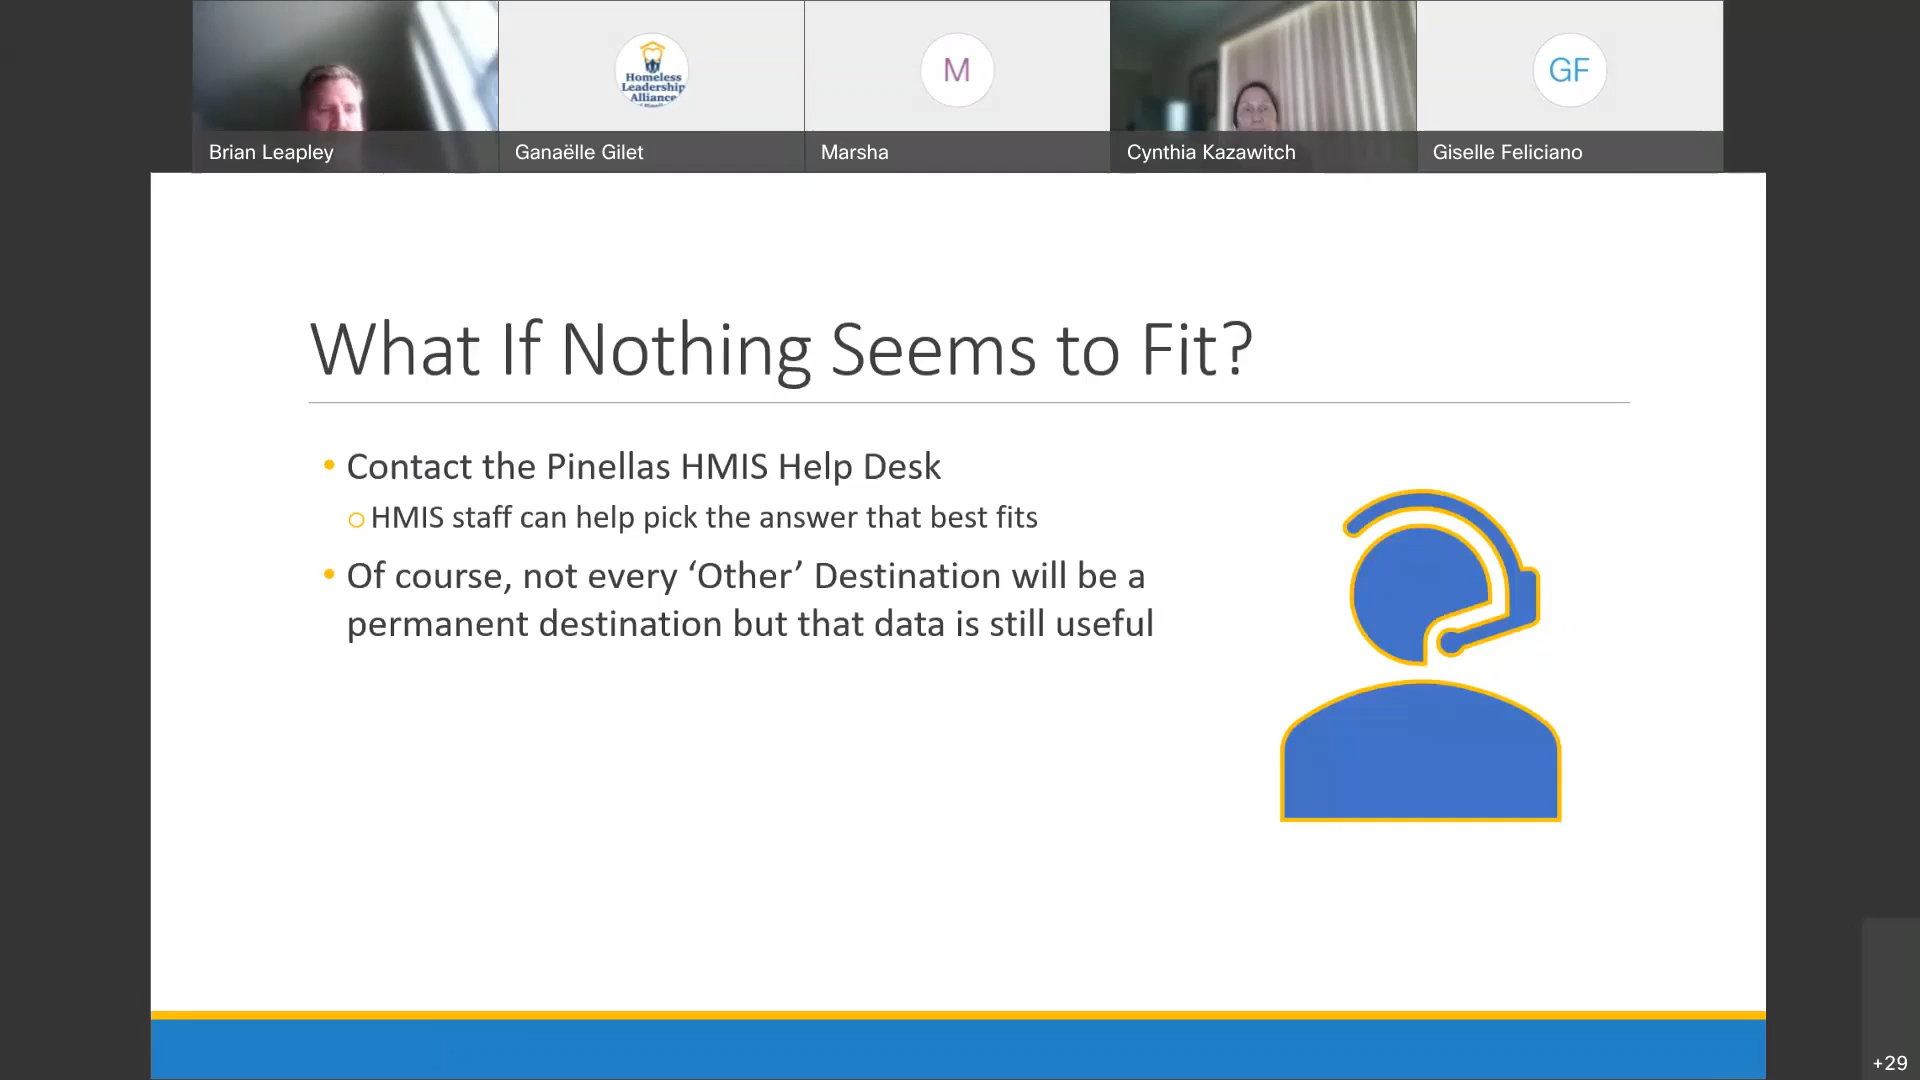 Homeless
Leadership
Alliance
M
GF
Brian Leapley
Ganaëlle Gilet
Marsha
Cynthia Kazawitch
Giselle Feliciano
What If Nothing Seems to Fit?
• Contact the Pinellas HMIS Help Desk
o HMIS staff can help pick the answer that best fits
• Of course, not every ‘Other’ Destination will be a
permanent destination but that data is still useful
+29